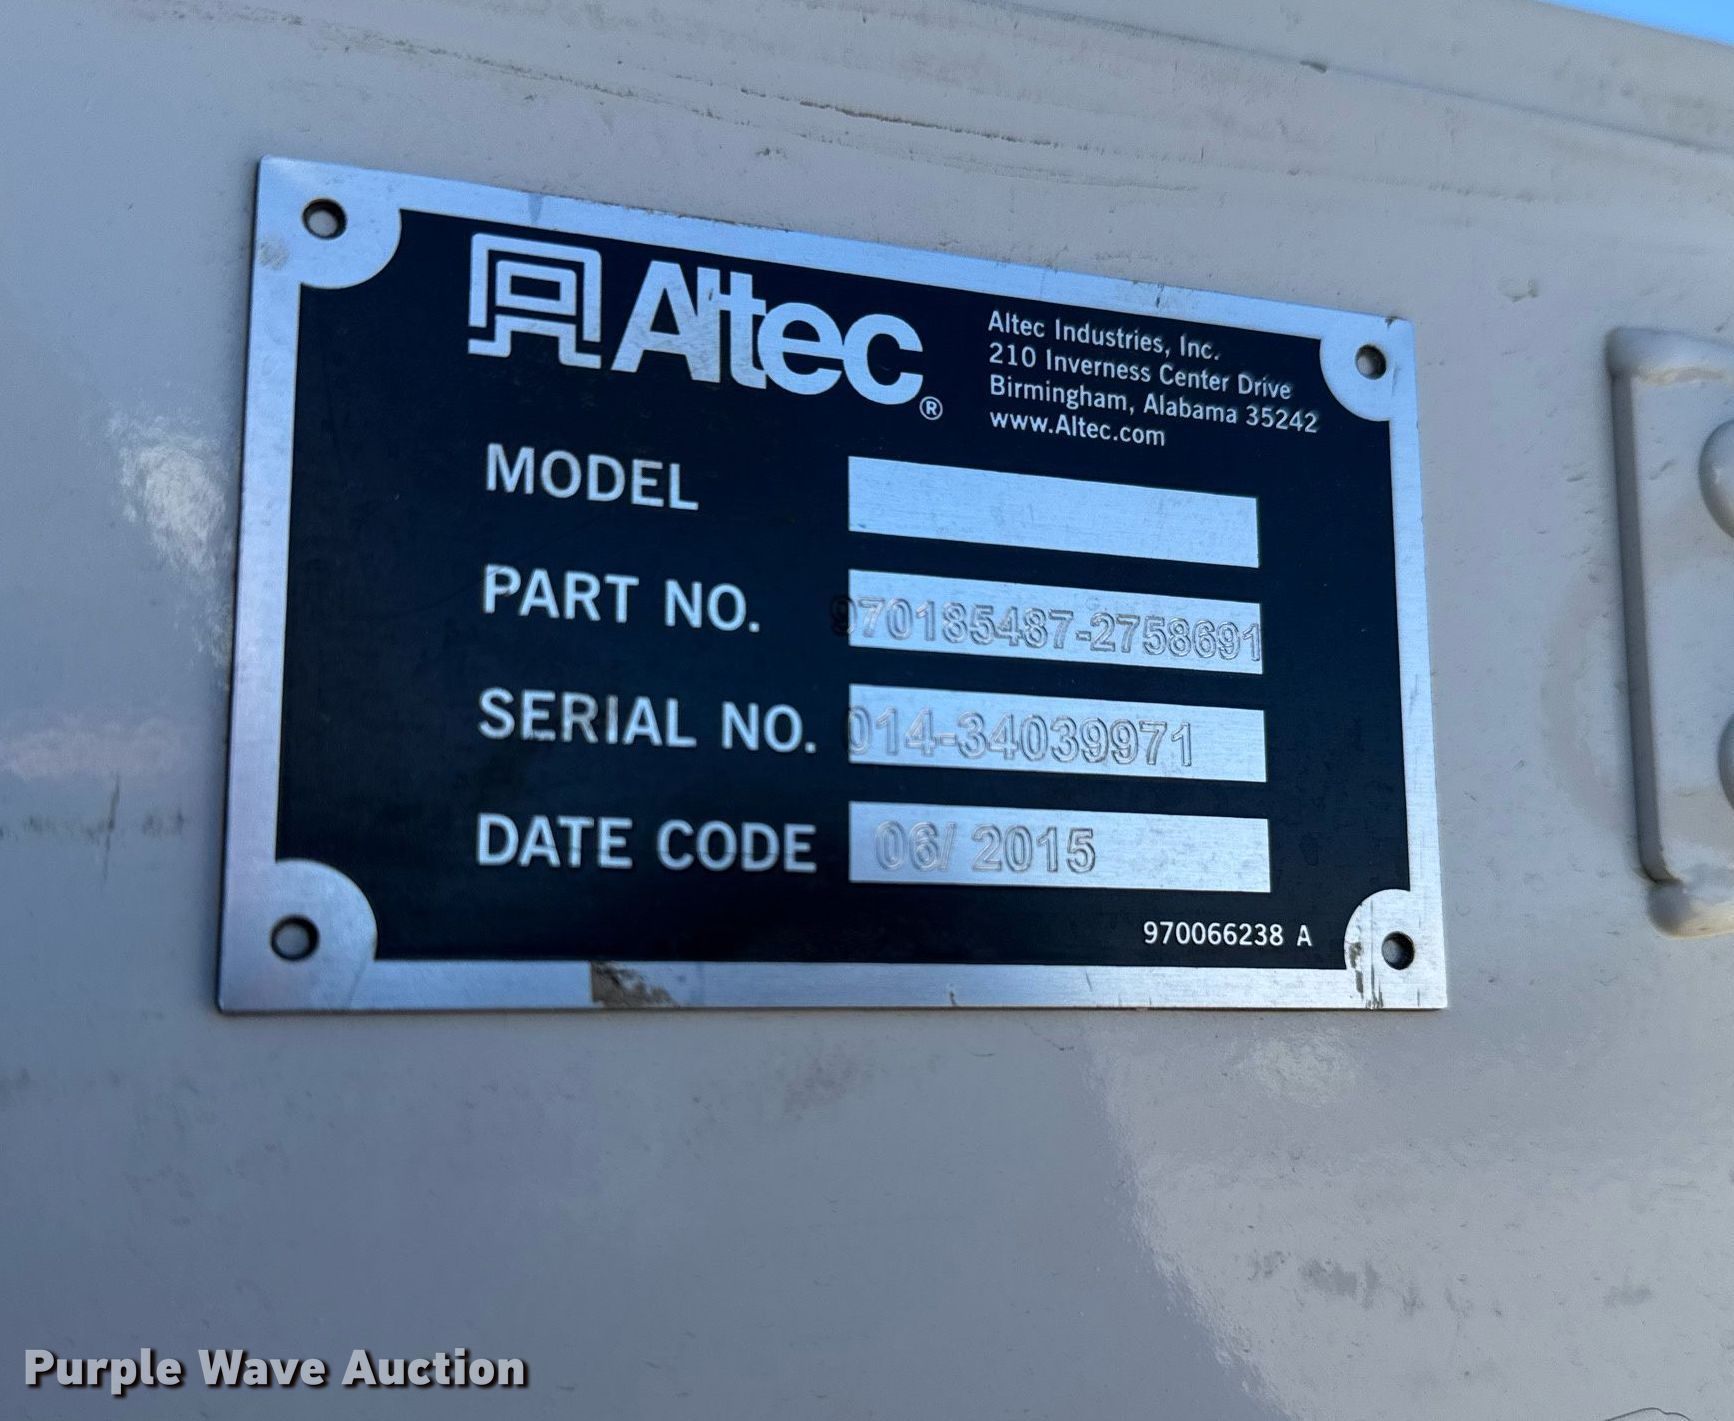 Altec®
Altec Industries, Inc.
210 Inverness Center Drive
Birmingham, Alabama 35242
www.Altec.com
MODEL
PART NO. 970185487-2758691
SERIAL NO. 014-34039971
DATE CODE 06/ 2015
970066238 A
Purple Wave Auction